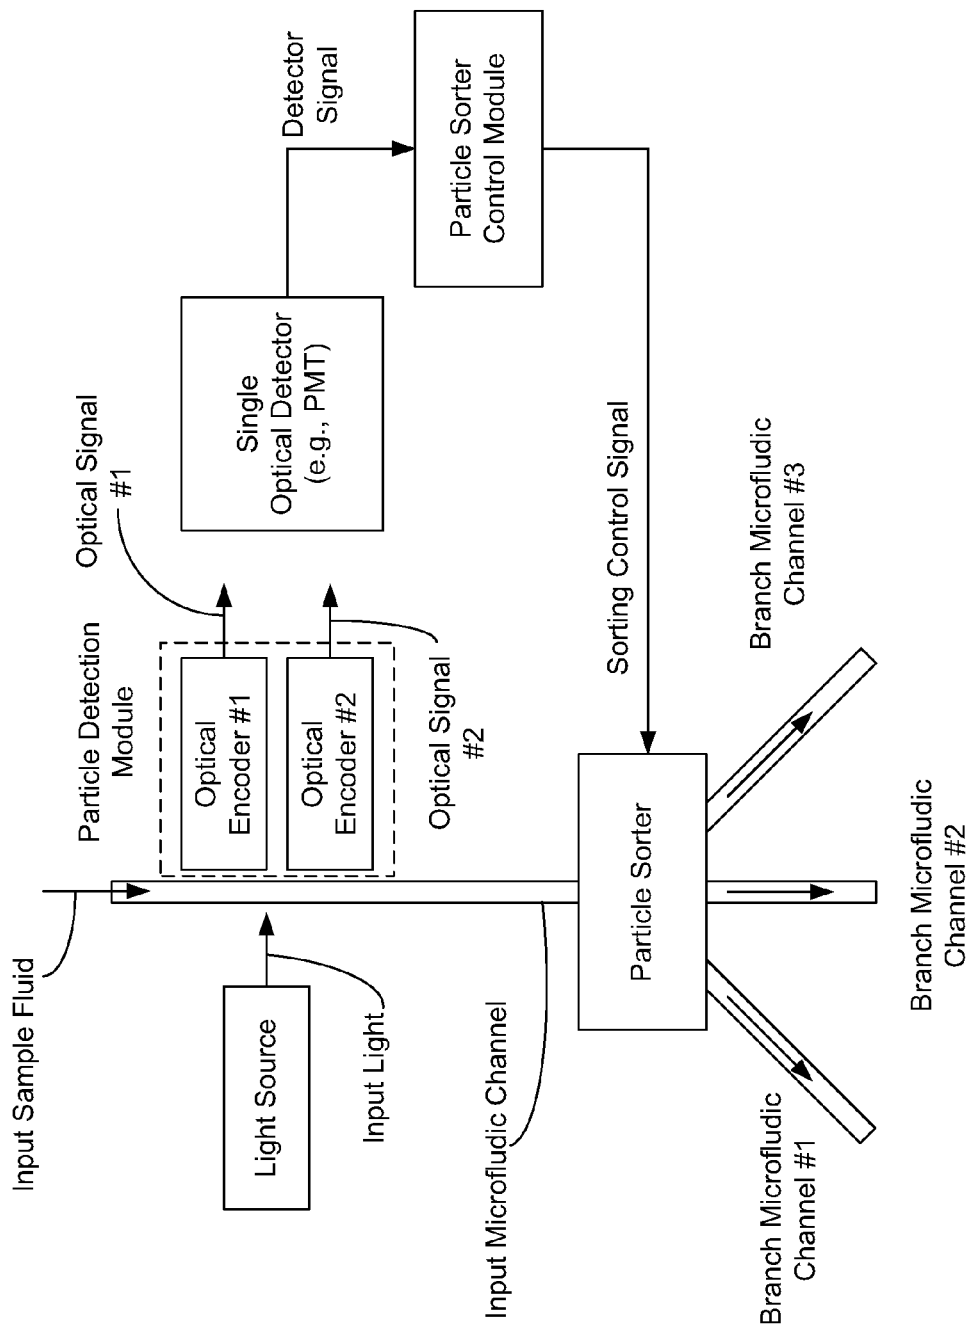 Input Sample Fluid
Light Source
Input Light
Input Microfludic Channel
Particle Detection
Module
Optical
Encoder #1
Optical
Encoder #2
Optical Signal
#1
Optical Signal
#2
Single
Optical Detector
(e.g., PMT)
Detector
Signal
Particle Sorter
Control Module
Sorting Control Signal
Particle Sorter
Branch Microfludic
Channel #1
Branch Microfludic
Channel #2
Branch Microfludic
Channel #3